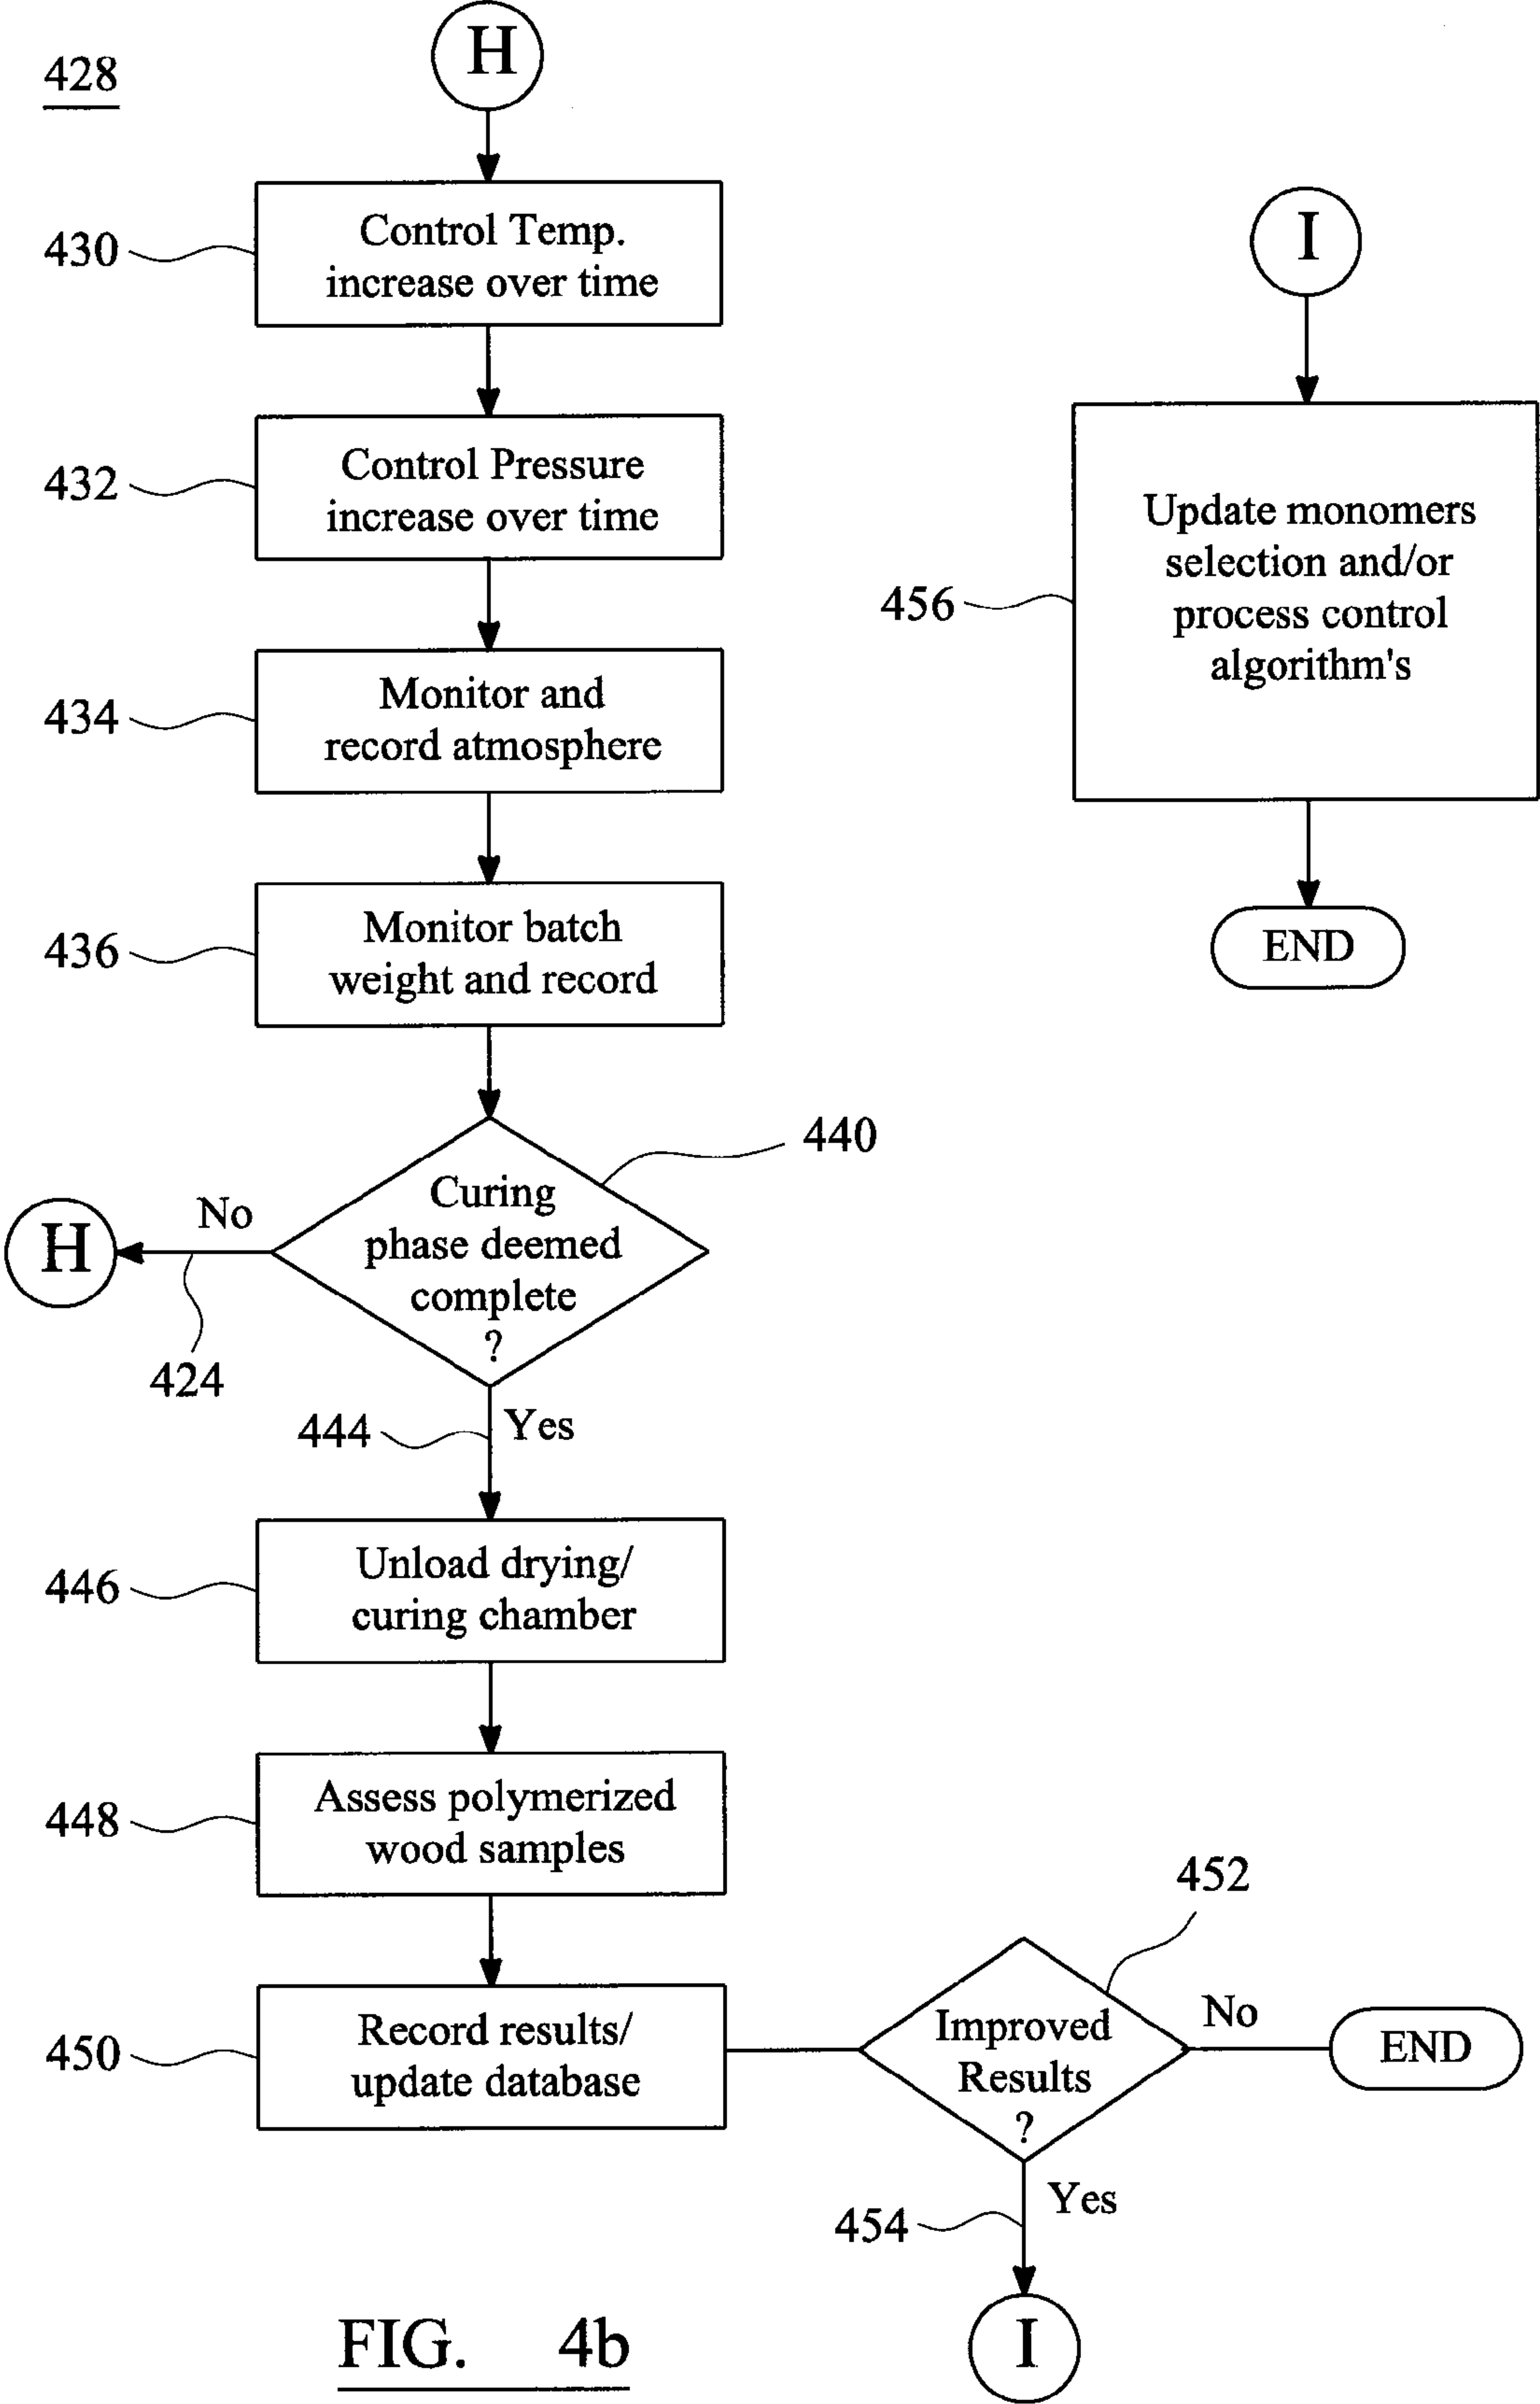 428
H
430
Control Temp.
increase over time
432
Control Pressure
increase over time
434
Monitor and
record atmosphere
436
Monitor batch
weight and record
440
Curing
phase deemed
complete
?
No
H
424
444
Yes
446
Unload drying/
curing chamber
448
Assess polymerized
wood samples
450
Record results/
update database
452
Improved
Results
?
No
END
454
Yes
I
I
456
Update monomers
selection and/or
process control
algorithm's
END
FIG. 4b